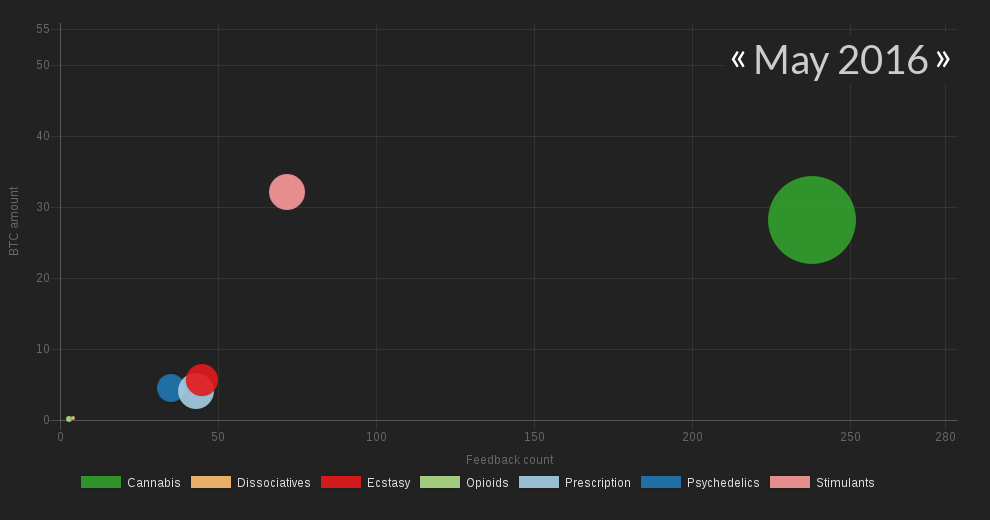 « May 2016 »
55
50
40
30
20
10
0
BTC amount
0 50 100 150 200 250 280
Feedback count
Cannabis Dissociatives Ecstasy Opioids Prescription Psychedelics Stimulants